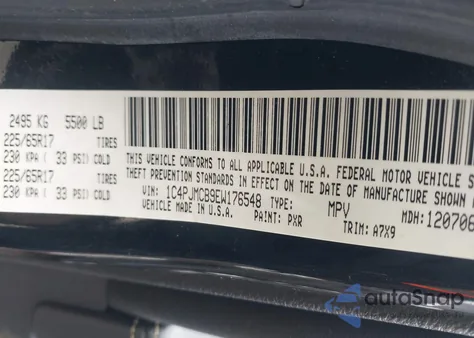 2495 KG 5500 LB
225/65R17 TIRES
230 KPA ( 33 PSI) COLD
225/65R17 TIRES
230 KPA ( 33 PSI) COLD
THIS VEHICLE CONFORMS TO ALL APPLICABLE U.S.A. FEDERAL MOTOR VEHICLE S
THEFT PREVENTION STANDARDS IN EFFECT ON THE DATE OF MANUFACTURE SHOWN
VIN: 1C4PJMCB9EW176548 TYPE: MPV MDH: 120706
MADE IN U.S.A. PAINT: PXR TRIM: A7X9
autoSnap